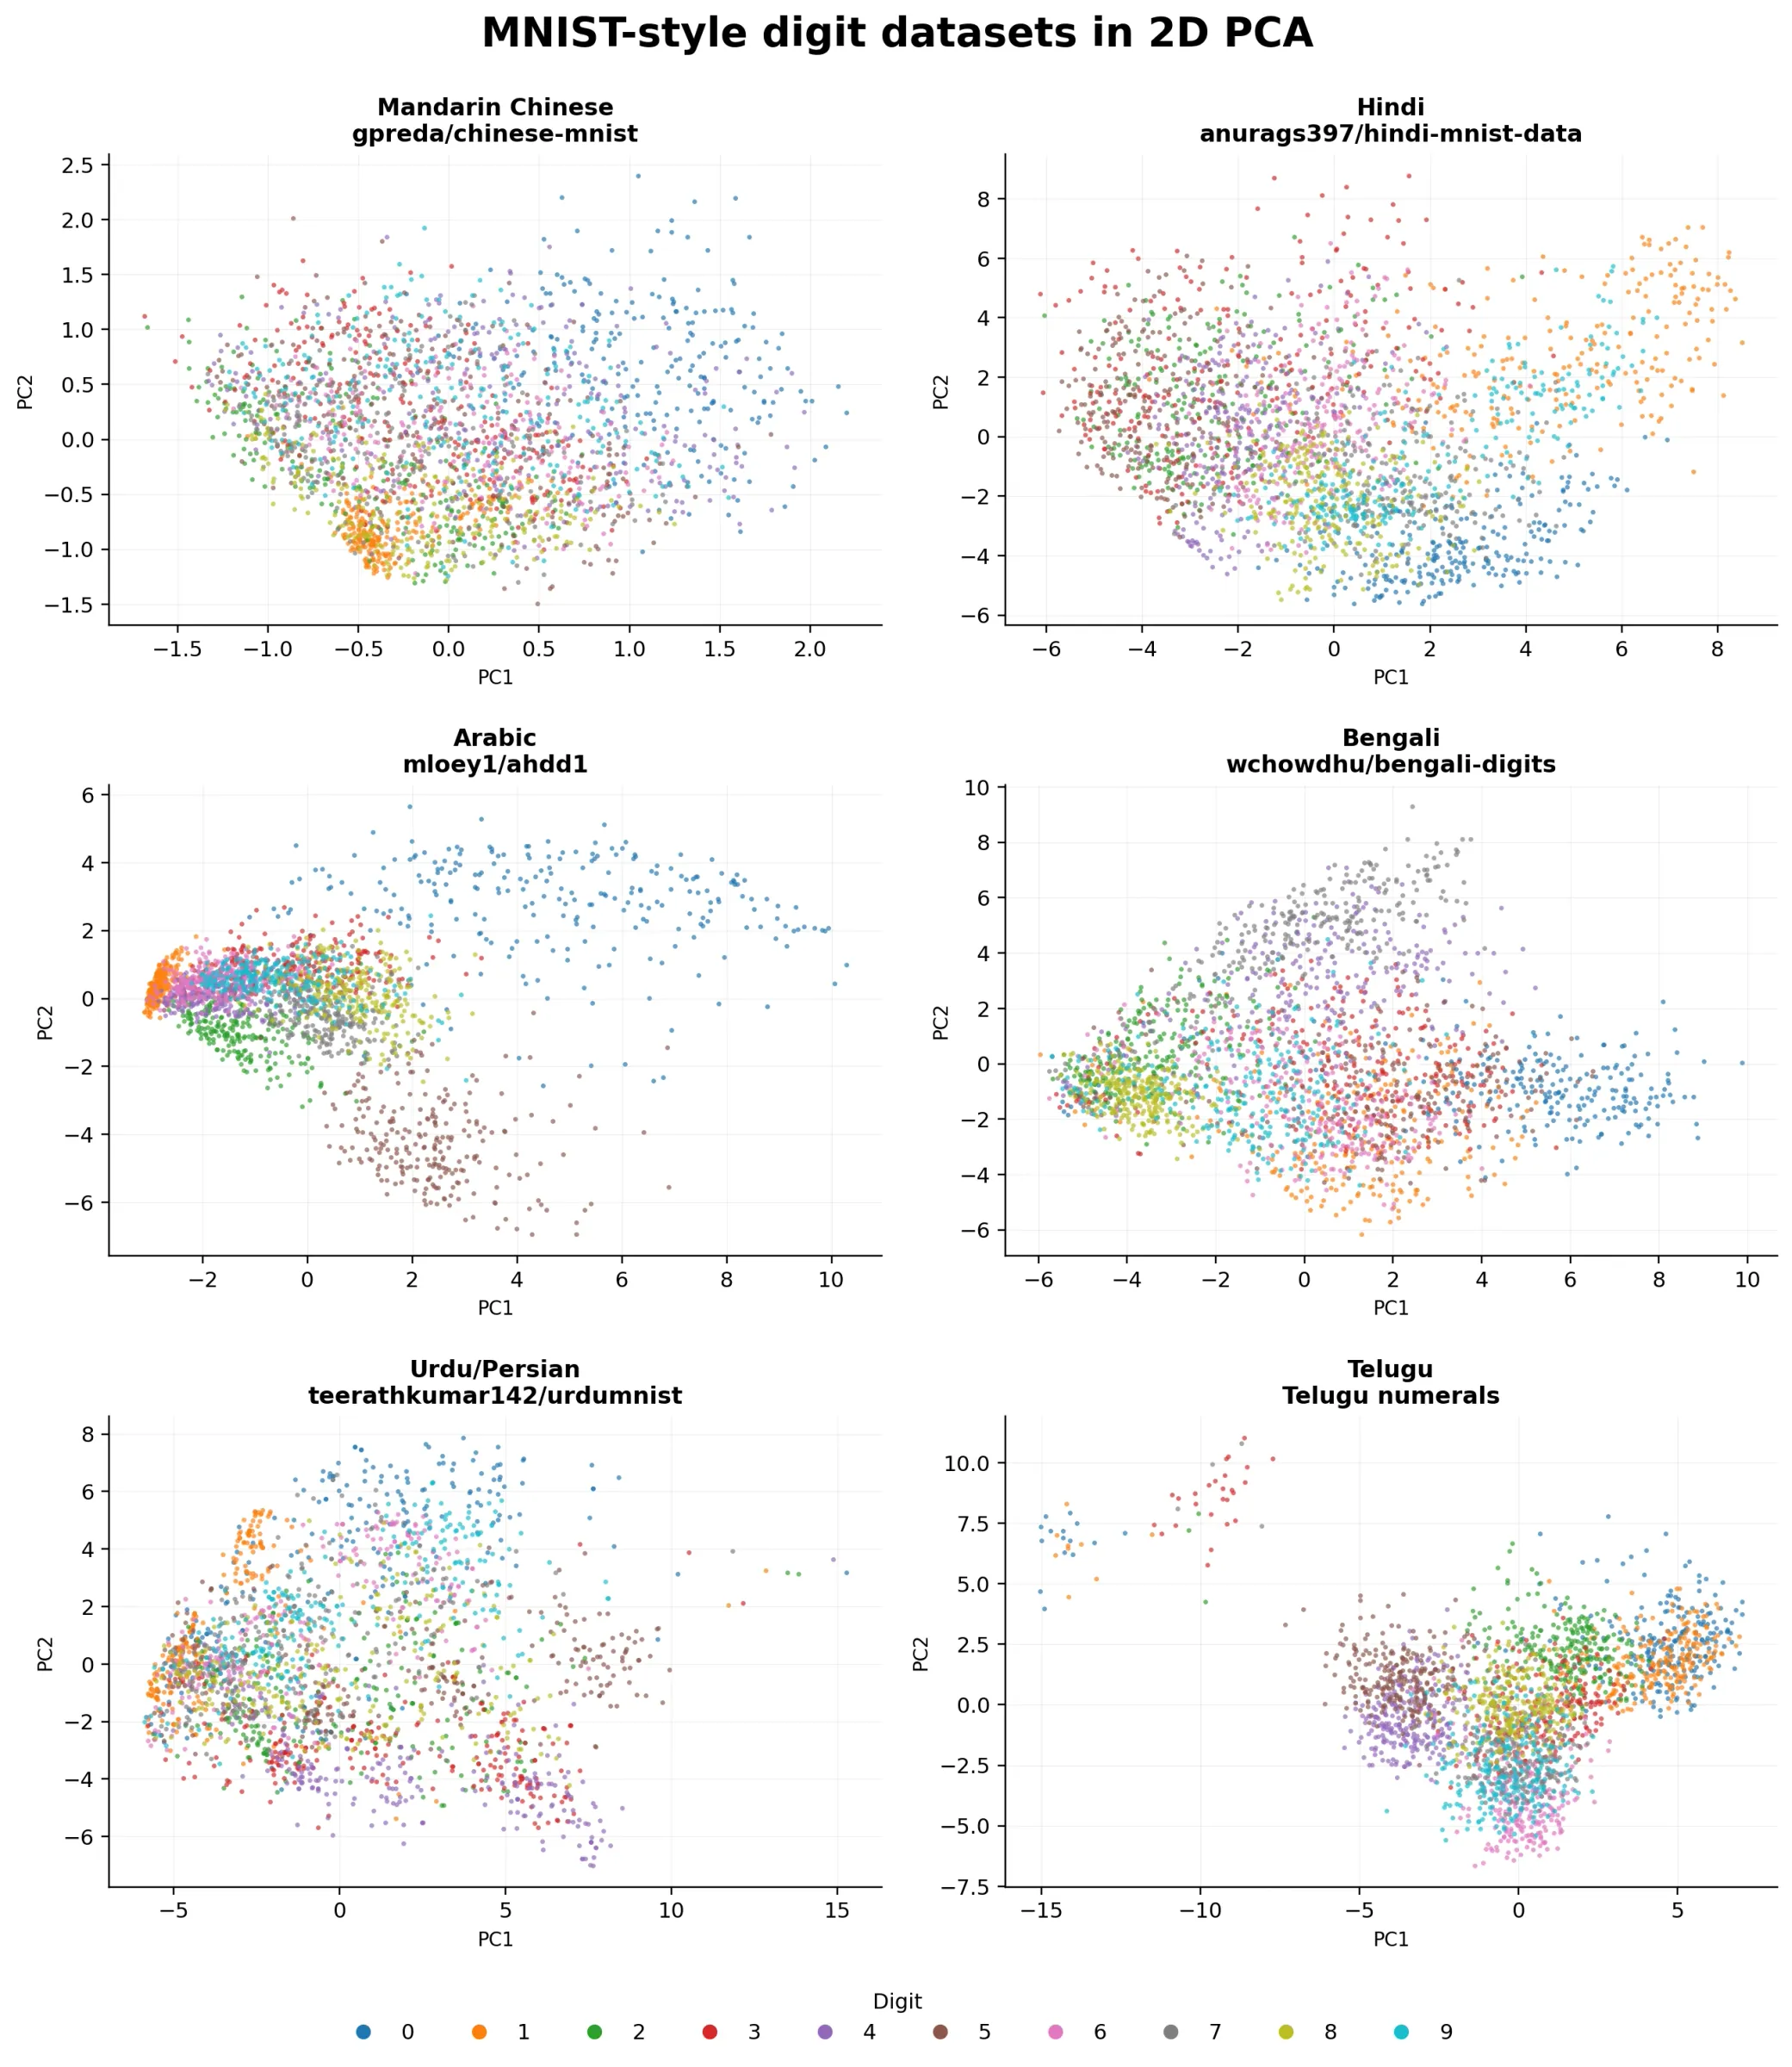 MNIST-style digit datasets in 2D PCA
Mandarin Chinese
gpreda/chinese-mnist
2.5
2.0
1.5
1.0
0.5
0.0
−0.5
−1.0
−1.5
PC2
−1.5 −1.0 −0.5 0.0 0.5 1.0 1.5 2.0
PC1
Hindi
anurags397/hindi-mnist-data
8
6
4
2
0
−2
−4
−6
PC2
−6 −4 −2 0 2 4 6 8
PC1
Arabic
mloey1/ahdd1
6
4
2
0
−2
−4
−6
PC2
−2 0 2 4 6 8 10
PC1
Bengali
wchowdhu/bengali-digits
10
8
6
4
2
0
−2
−4
−6
PC2
−6 −4 −2 0 2 4 6 8 10
PC1
Urdu/Persian
teerathkumar142/urdumnist
8
6
4
2
0
−2
−4
−6
PC2
−5 0 5 10 15
PC1
Telugu
Telugu numerals
10.0
7.5
5.0
2.5
0.0
−2.5
−5.0
−7.5
PC2
−15 −10 −5 0 5
PC1
Digit
0 1 2 3 4 5 6 7 8 9